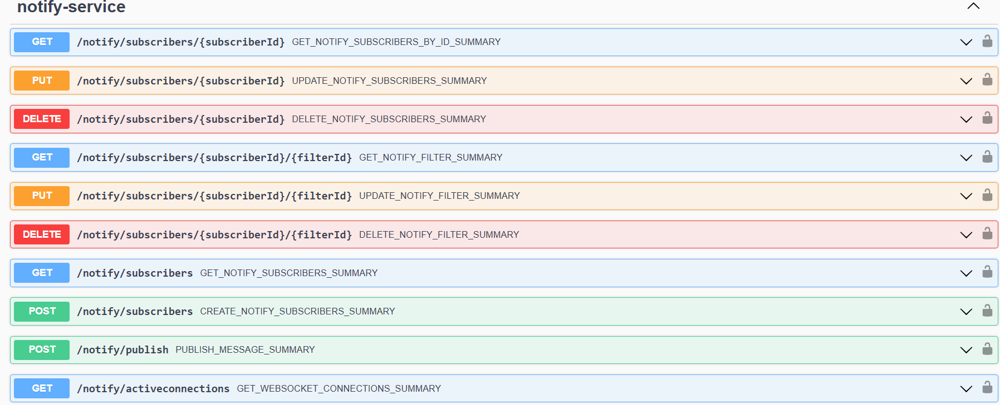 notify-service
GET /notify/subscribers/{subscriberId} GET_NOTIFY_SUBSCRIBERS_BY_ID_SUMMARY
PUT /notify/subscribers/{subscriberId} UPDATE_NOTIFY_SUBSCRIBERS_SUMMARY
DELETE /notify/subscribers/{subscriberId} DELETE_NOTIFY_SUBSCRIBERS_SUMMARY
GET /notify/subscribers/{subscriberId}/{filterId} GET_NOTIFY_FILTER_SUMMARY
PUT /notify/subscribers/{subscriberId}/{filterId} UPDATE_NOTIFY_FILTER_SUMMARY
DELETE /notify/subscribers/{subscriberId}/{filterId} DELETE_NOTIFY_FILTER_SUMMARY
GET /notify/subscribers GET_NOTIFY_SUBSCRIBERS_SUMMARY
POST /notify/subscribers CREATE_NOTIFY_SUBSCRIBERS_SUMMARY
POST /notify/publish PUBLISH_MESSAGE_SUMMARY
GET /notify/activeconnections GET_WEBSOCKET_CONNECTIONS_SUMMARY